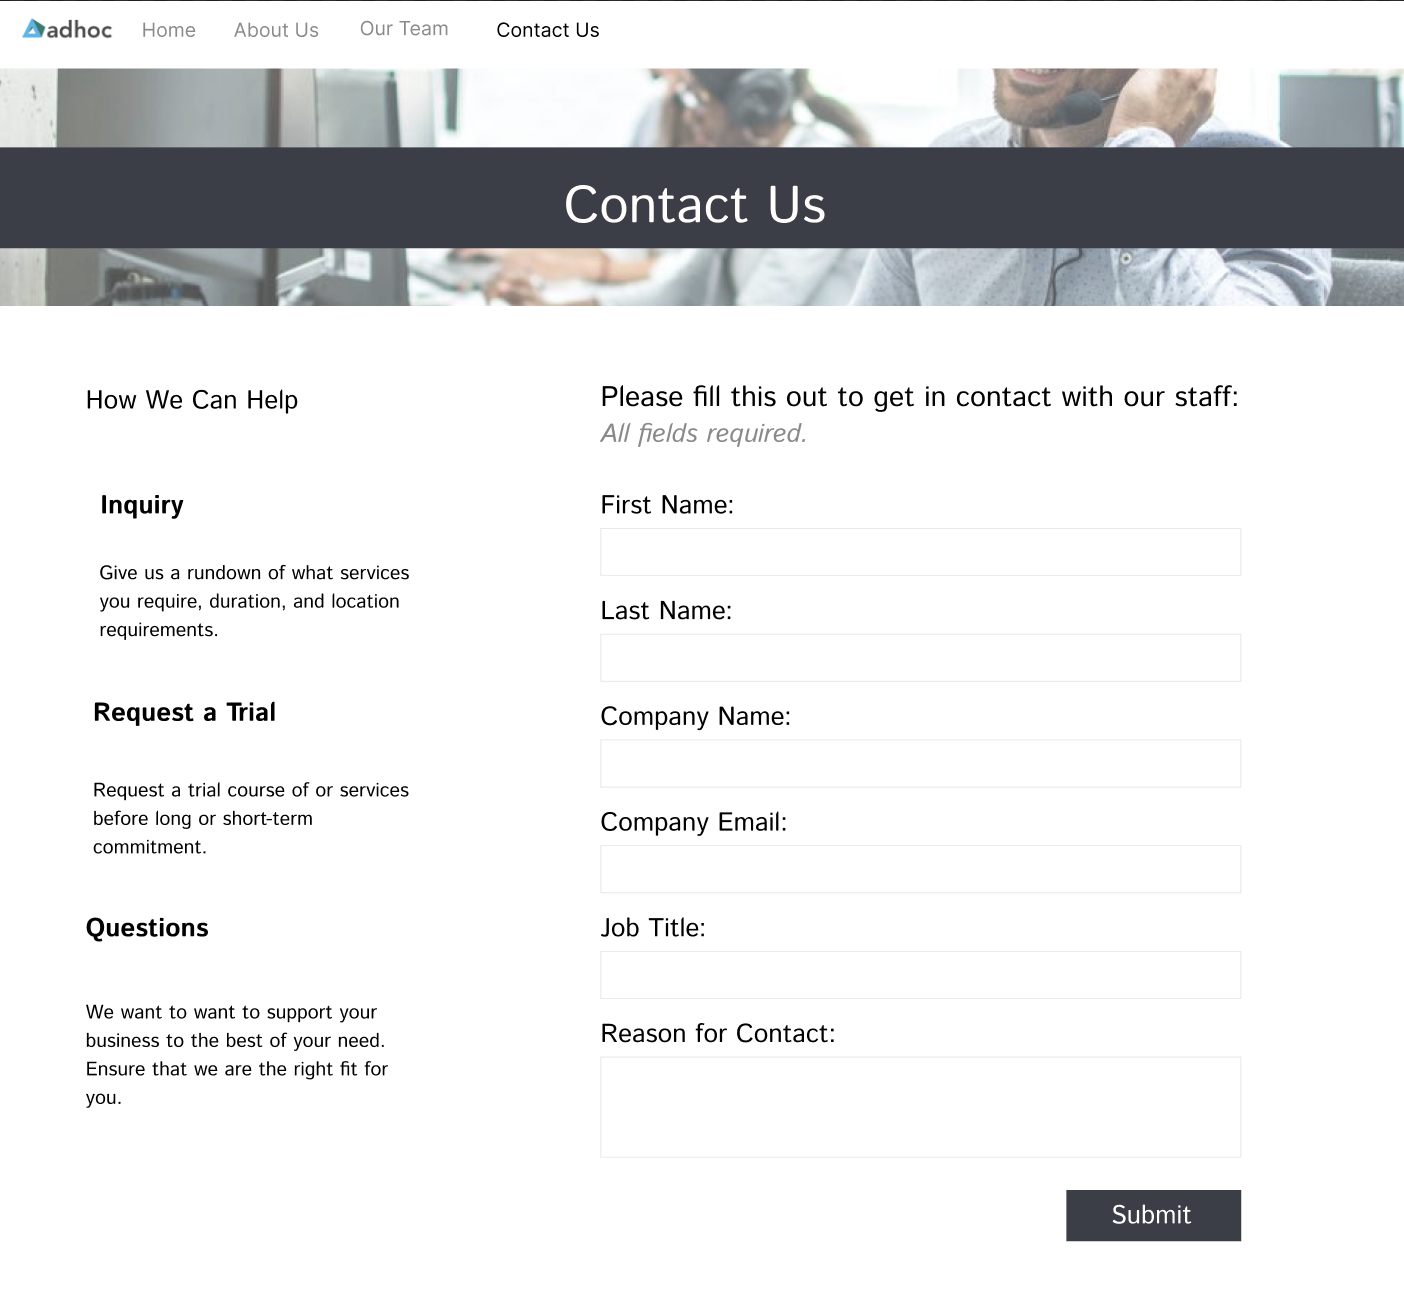 adhoc Home About Us Our Team Contact Us
Contact Us
How We Can Help
Inquiry
Give us a rundown of what services
you require, duration, and location
requirements.
Request a Trial
Request a trial course of or services
before long or short-term
commitment.
Questions
We want to want to support your
business to the best of your need.
Ensure that we are the right fit for
you.
Please fill this out to get in contact with our staff:
All fields required.
First Name:
Last Name:
Company Name:
Company Email:
Job Title:
Reason for Contact:
Submit